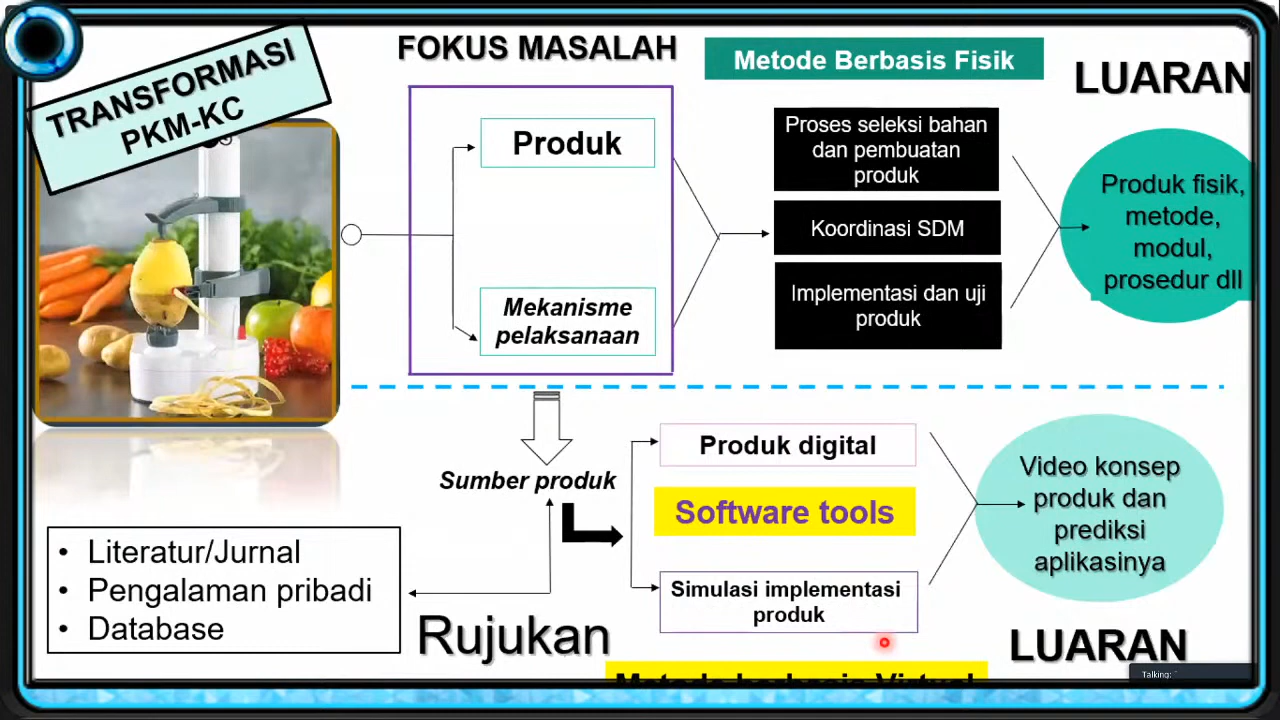 TRANSFORMASI
PKM-KC
FOKUS MASALAH
Metode Berbasis Fisik
LUARAN
Produk
Mekanisme
pelaksanaan
Proses seleksi bahan
dan pembuatan
produk
Koordinasi SDM
Implementasi dan uji
produk
Produk fisik,
metode,
modul,
prosedur dll
Sumber produk
Produk digital
Software tools
Simulasi implementasi
produk
Video konsep
produk dan
prediksi
aplikasinya
• Literatur/Jurnal
• Pengalaman pribadi
• Database
Rujukan
LUARAN
Virtual
Talking: